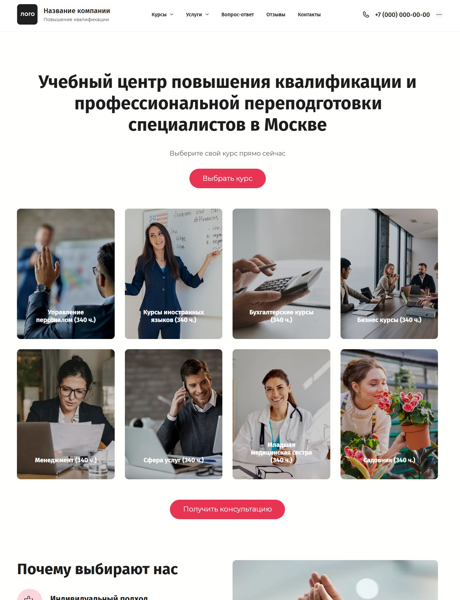 ЛОГО
Название компании
Повышение квалификации
Курсы
Услуги
Вопрос-ответ
Отзывы
Контакты
+7 (000) 000-00-00
Учебный центр повышения квалификации и
профессиональной переподготовки
специалистов в Москве
Выберите свой курс прямо сейчас
Выбрать курс
Управление
персоналом (340 ч.)
Курсы иностранных
языков (340 ч.)
Бухгалтерские курсы
(340 ч.)
Бизнес курсы (340 ч.)
Менеджмент (340 ч.)
Сфера услуг (340 ч.)
Младшая
медицинская сестра
(340 ч.)
Садовник (340 ч.)
Получить консультацию
Почему выбирают нас
Индивидуальный подход